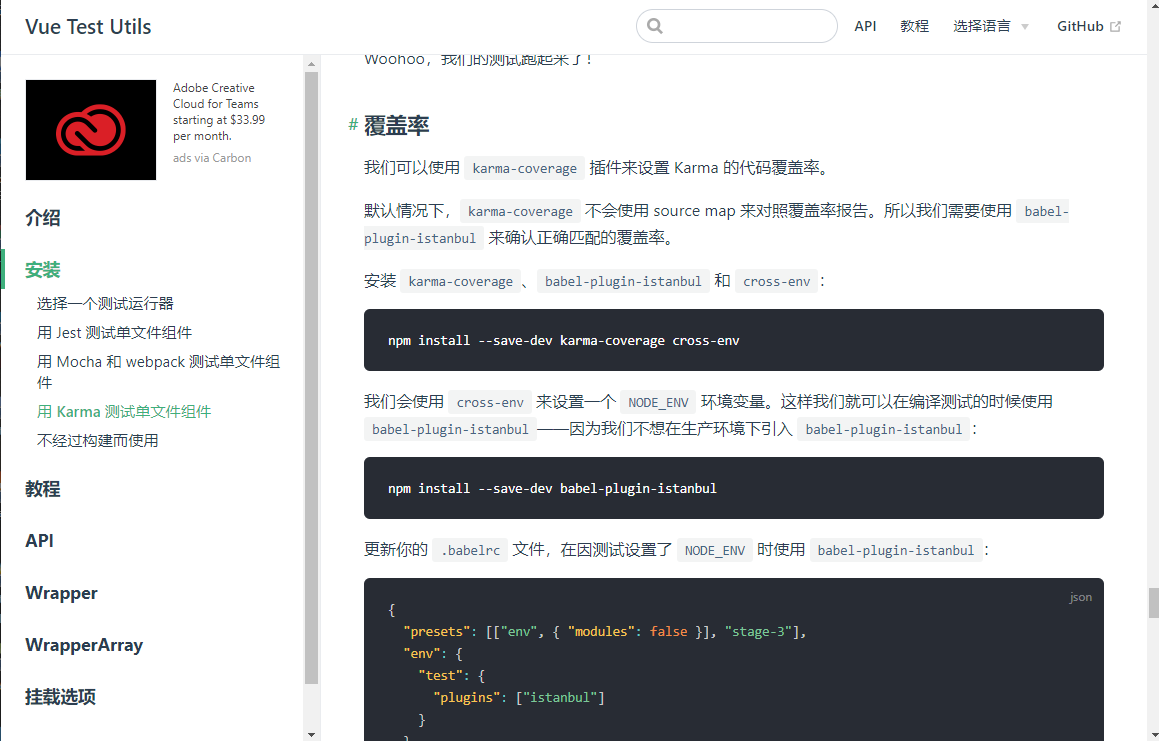 Vue Test Utils
API 教程 选择语言 GitHub
Adobe Creative
Cloud for Teams
starting at $33.99
per month.
ads via Carbon
介绍
安装
选择一个测试运行器
用 Jest 测试单文件组件
用 Mocha 和 webpack 测试单文件组
件
用 Karma 测试单文件组件
不经过构建而使用
教程
API
Wrapper
WrapperArray
挂载选项
Woohoo，我们的测试跑起来了！
# 覆盖率
我们可以使用 karma-coverage 插件来设置 Karma 的代码覆盖率。
默认情况下，karma-coverage 不会使用 source map 来对照覆盖率报告。所以我们需要使用 babel-
plugin-istanbul 来确认正确匹配的覆盖率。
安装 karma-coverage、babel-plugin-istanbul 和 cross-env：
npm install --save-dev karma-coverage cross-env
我们会使用 cross-env 来设置一个 NODE_ENV 环境变量。这样我们就可以在编译测试的时候使用
babel-plugin-istanbul——因为我们不想在生产环境下引入 babel-plugin-istanbul：
npm install --save-dev babel-plugin-istanbul
更新你的 .babelrc 文件，在因测试设置了 NODE_ENV 时使用 babel-plugin-istanbul：
json
{
"presets": [["env", { "modules": false }], "stage-3"],
"env": {
"test": {
"plugins": ["istanbul"]
}
}